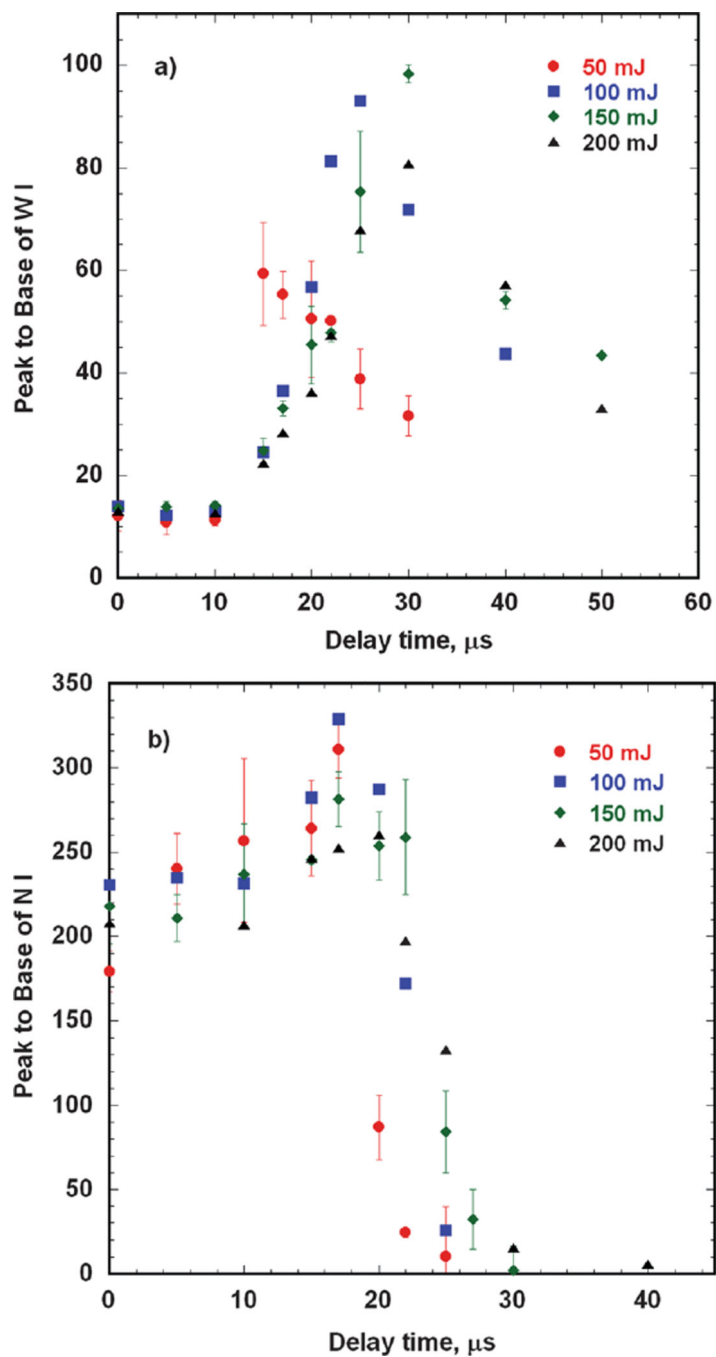 a)
50 mJ
100 mJ
150 mJ
200 mJ
100
80
60
40
20
0
Peak to Base of W I
0 10 20 30 40 50 60
Delay time, μs
b)
50 mJ
100 mJ
150 mJ
200 mJ
350
300
250
200
150
100
50
0
Peak to Base of N I
0 10 20 30 40
Delay time, μs